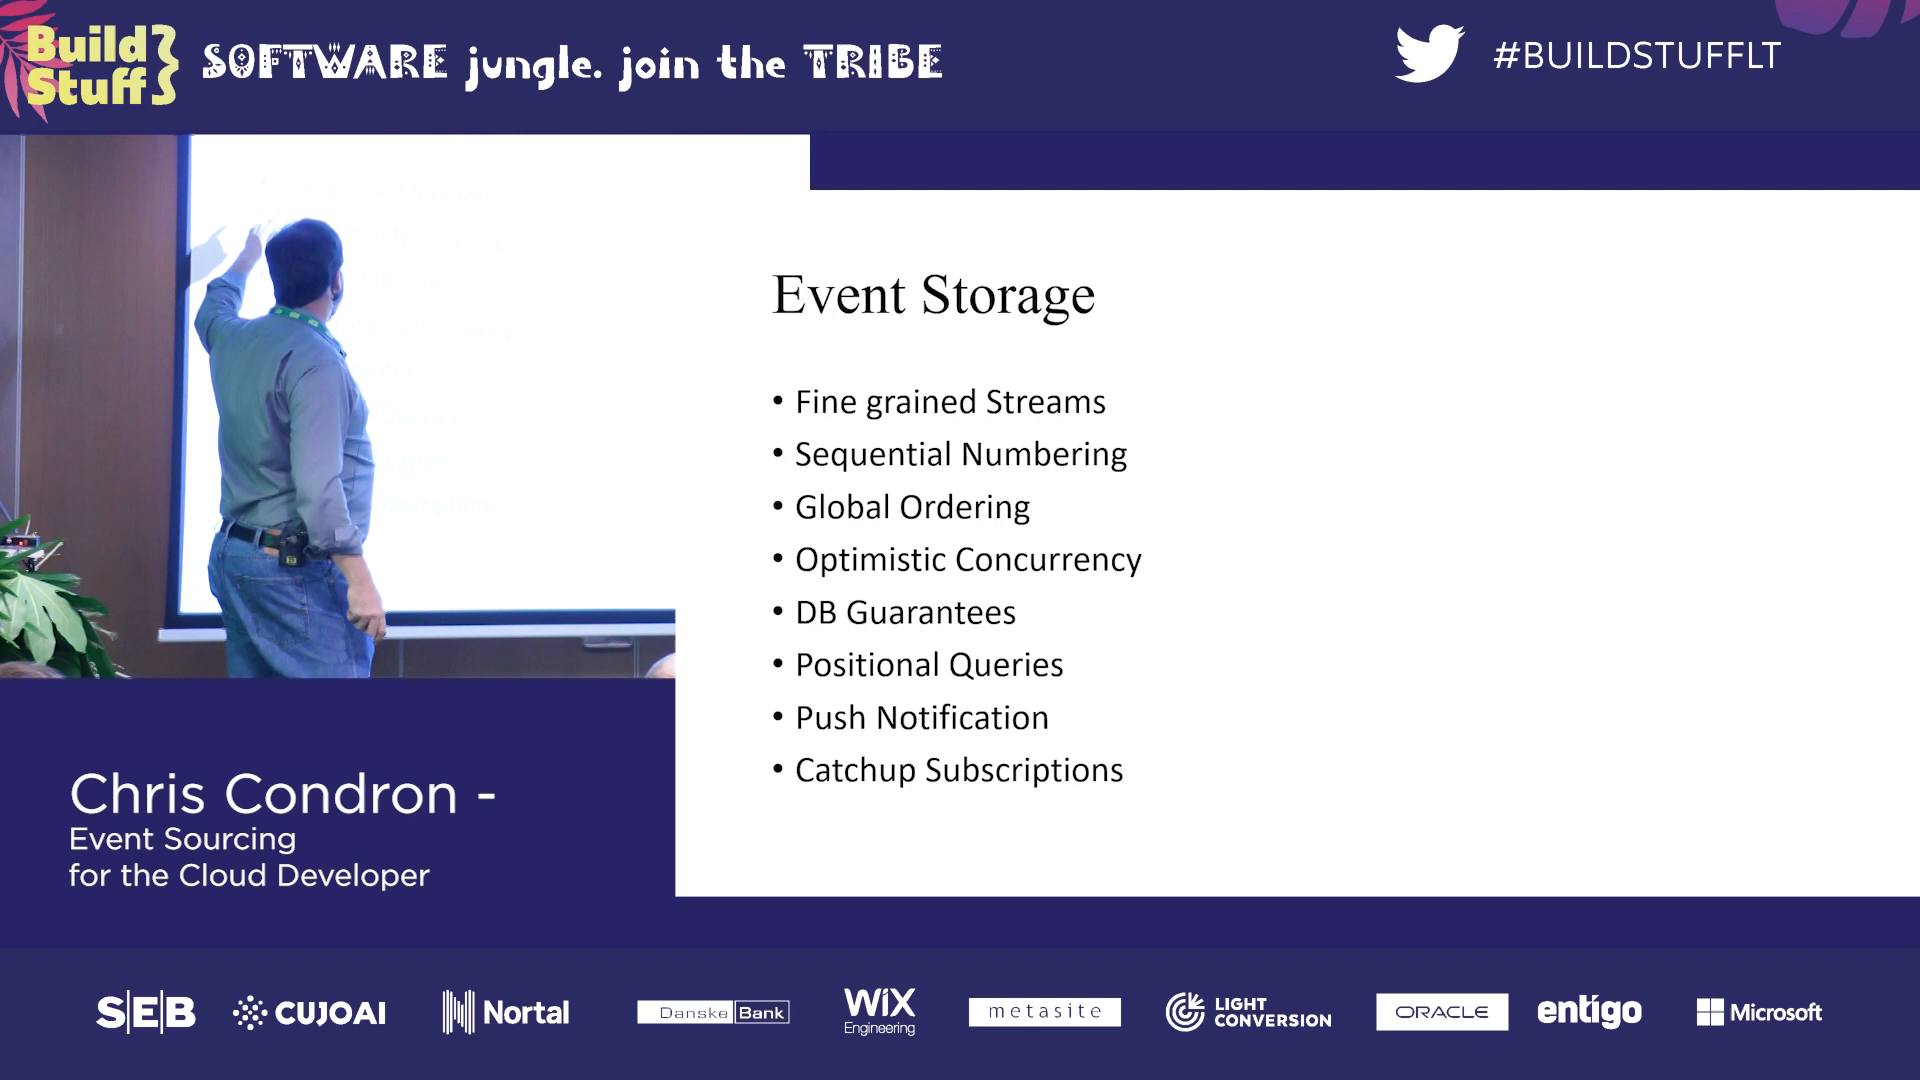 Build
Stuff
SOFTWARE jungle. join the TRIBE
#BUILDSTUFFLT
Event Storage
• Fine grained Streams
• Sequential Numbering
• Global Ordering
• Optimistic Concurrency
• DB Guarantees
• Positional Queries
• Push Notification
• Catchup Subscriptions
Chris Condron -
Event Sourcing
for the Cloud Developer
S|E|B
CUJOAI
Nortal
Danske Bank
WiX
Engineering
metasite
LIGHT
CONVERSION
ORACLE
entigo
Microsoft